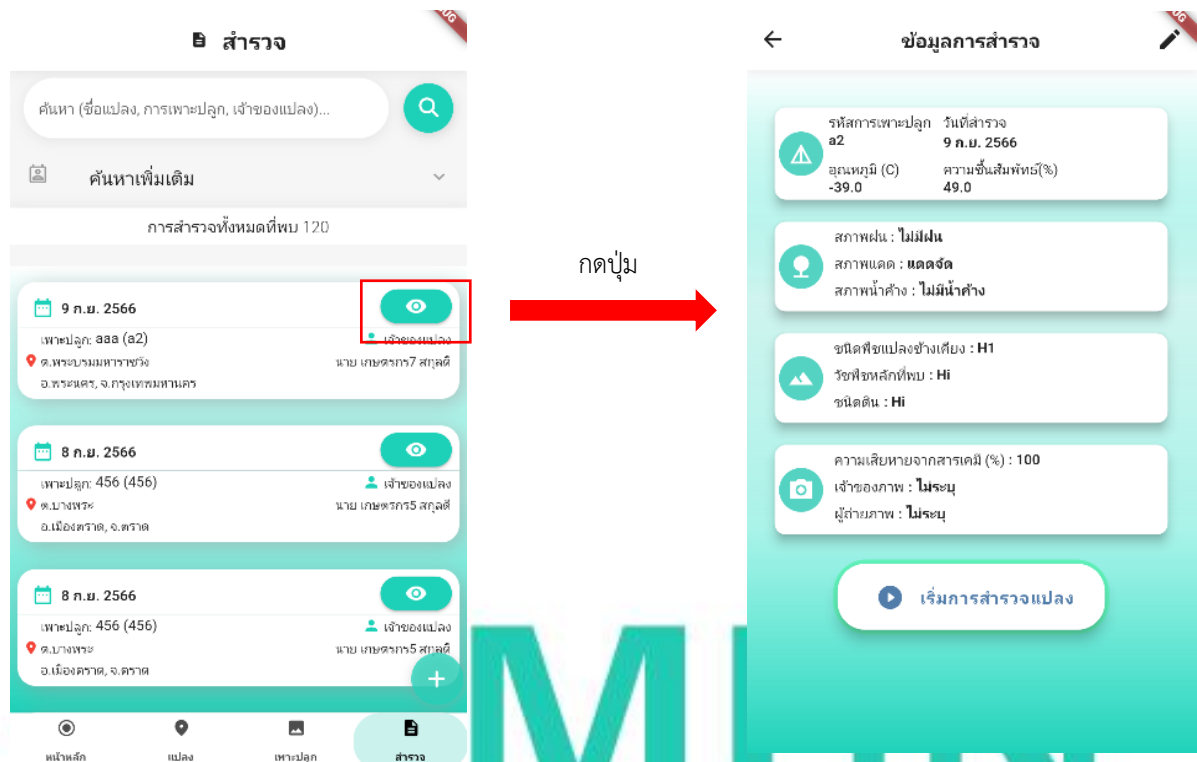 สำรวจ
ค้นหา (ชื่อแปลง, การเพาะปลูก, เจ้าของแปลง)...
ค้นหาเพิ่มเติม
การสำรวจทั้งหมดที่พบ 120
9 ก.ย. 2566
เพาะปลูก: aaa (a2)
เจ้าของแปลง
ต.พระบรมมหาราชวัง
นาย เกษตรกร7 สกุลดี
อ.พระนคร, จ.กรุงเทพมหานคร
8 ก.ย. 2566
เพาะปลูก: 456 (456)
เจ้าของแปลง
ต.บางพระ
นาย เกษตรกร5 สกุลดี
อ.เมืองตราด, จ.ตราด
8 ก.ย. 2566
เพาะปลูก: 456 (456)
เจ้าของแปลง
ต.บางพระ
นาย เกษตรกร5 สกุลดี
อ.เมืองตราด, จ.ตราด
หน้าหลัก
แปลง
เพาะปลูก
สำรวจ
กดปุ่ม
ข้อมูลการสำรวจ
รหัสการเพาะปลูก วันที่สำรวจ
a2 9 ก.ย. 2566
อุณหภูมิ (C) ความชื้นสัมพัทธ์(%)
-39.0 49.0
สภาพฝน : ไม่มีฝน
สภาพแดด : แดดจัด
สภาพน้ำค้าง : ไม่มีน้ำค้าง
ชนิดพืชแปลงข้างเคียง : H1
วัชพืชหลักที่พบ : Hi
ชนิดดิน : Hi
ความเสียหายจากสารเคมี (%) : 100
เจ้าของภาพ : ไม่ระบุ
ผู้ถ่ายภาพ : ไม่ระบุ
เริ่มการสำรวจแปลง